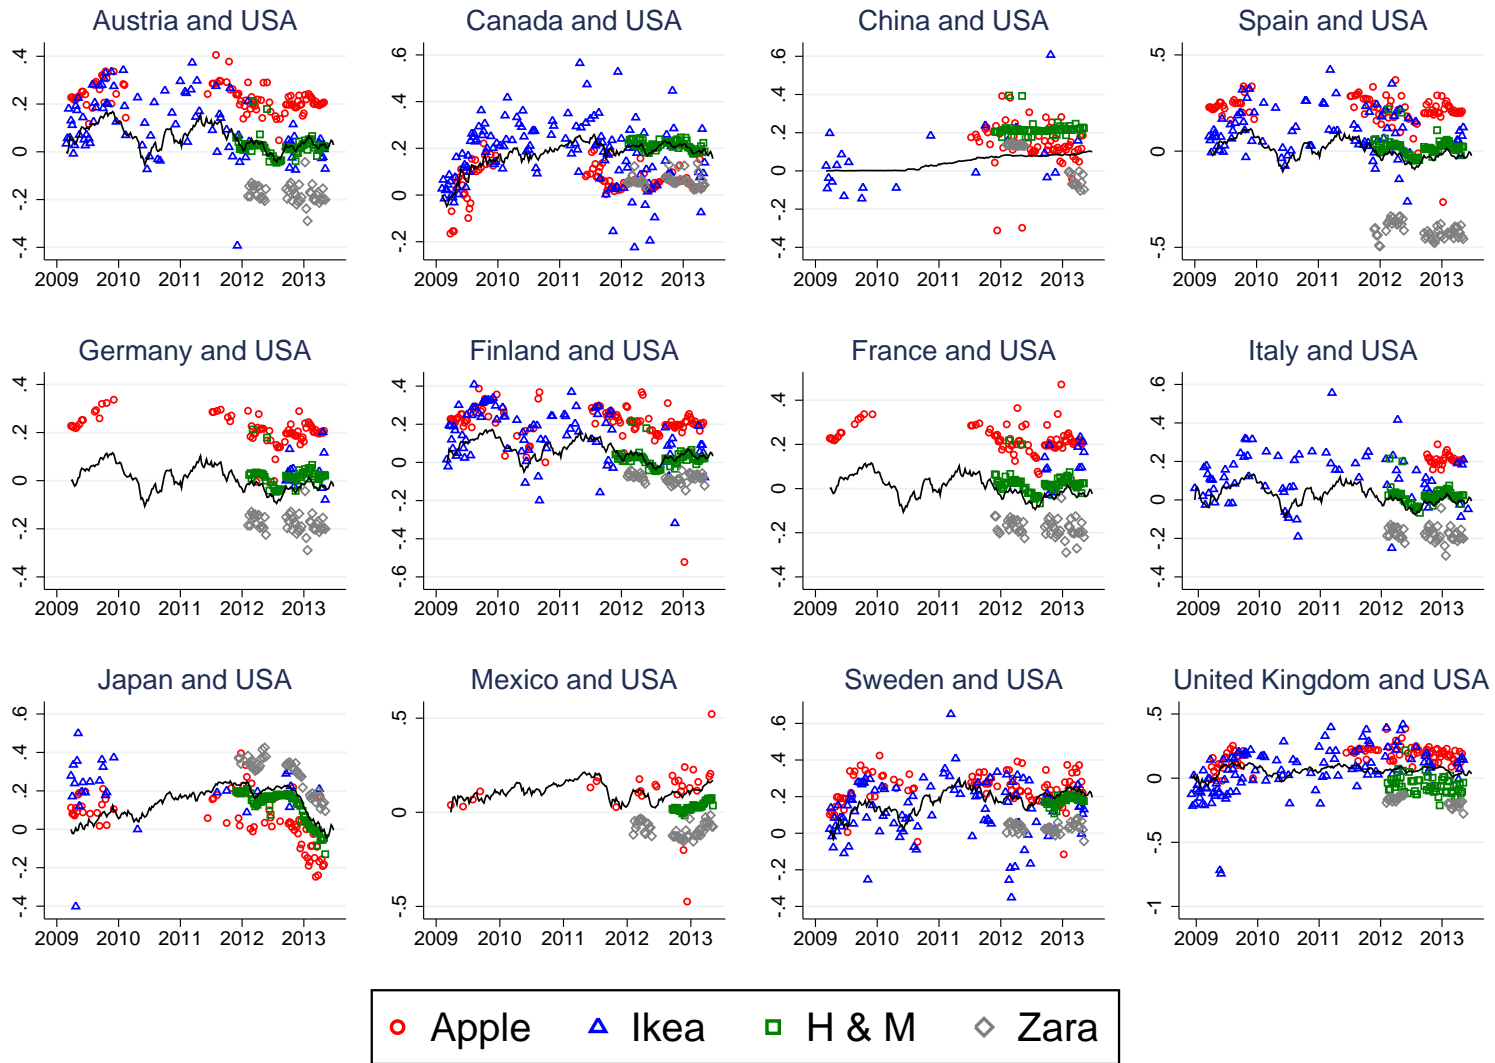 Austria and USA
.4
.2
0
-.2
-.4
2009 2010 2011 2012 2013
Canada and USA
.6
.4
.2
0
-.2
2009 2010 2011 2012 2013
China and USA
.6
.4
.2
0
-.2
-.4
2009 2010 2011 2012 2013
Spain and USA
.5
0
-.5
2009 2010 2011 2012 2013
Germany and USA
.4
.2
0
-.2
-.4
2009 2010 2011 2012 2013
Finland and USA
.4
.2
0
-.2
-.4
-.6
2009 2010 2011 2012 2013
France and USA
.4
.2
0
-.2
-.4
2009 2010 2011 2012 2013
Italy and USA
.6
.4
.2
0
-.2
-.4
2009 2010 2011 2012 2013
Japan and USA
.6
.4
.2
0
-.2
-.4
2009 2010 2011 2012 2013
Mexico and USA
.5
0
-.5
2009 2010 2011 2012 2013
Sweden and USA
.6
.4
.2
0
-.2
-.4
2009 2010 2011 2012 2013
United Kingdom and USA
.5
0
-.5
-1
2009 2010 2011 2012 2013
Apple Ikea H & M Zara